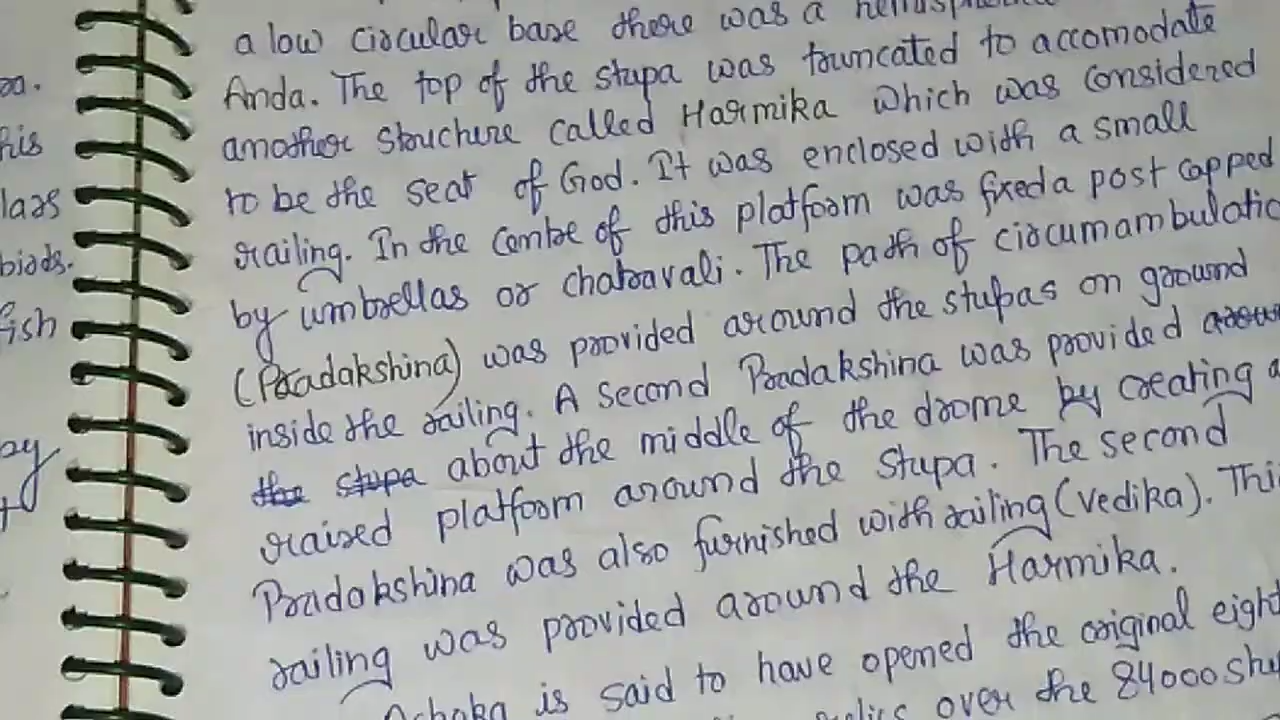 a low circular base there was a
Anda. The top of the stupa was truncated to accomodate
his another structure called Harmika which was considered
to be the seat of God. It was enclosed with a small
railing. In the centre of this platform was fixed a post capped
by umbrellas or chatravali. The path of circumambulatio
fish (Pradakshina) was provided around the stupas on ground
inside the railing. A second Pradakshina was provided
by the stupa about the middle of the drome by creating a
raised platform around the Stupa. The second
Pradakshina was also furnished with railing (vedika). Thi
railing was provided around the Harmika.
Ashoka is said to have opened the original eight
over the 84000